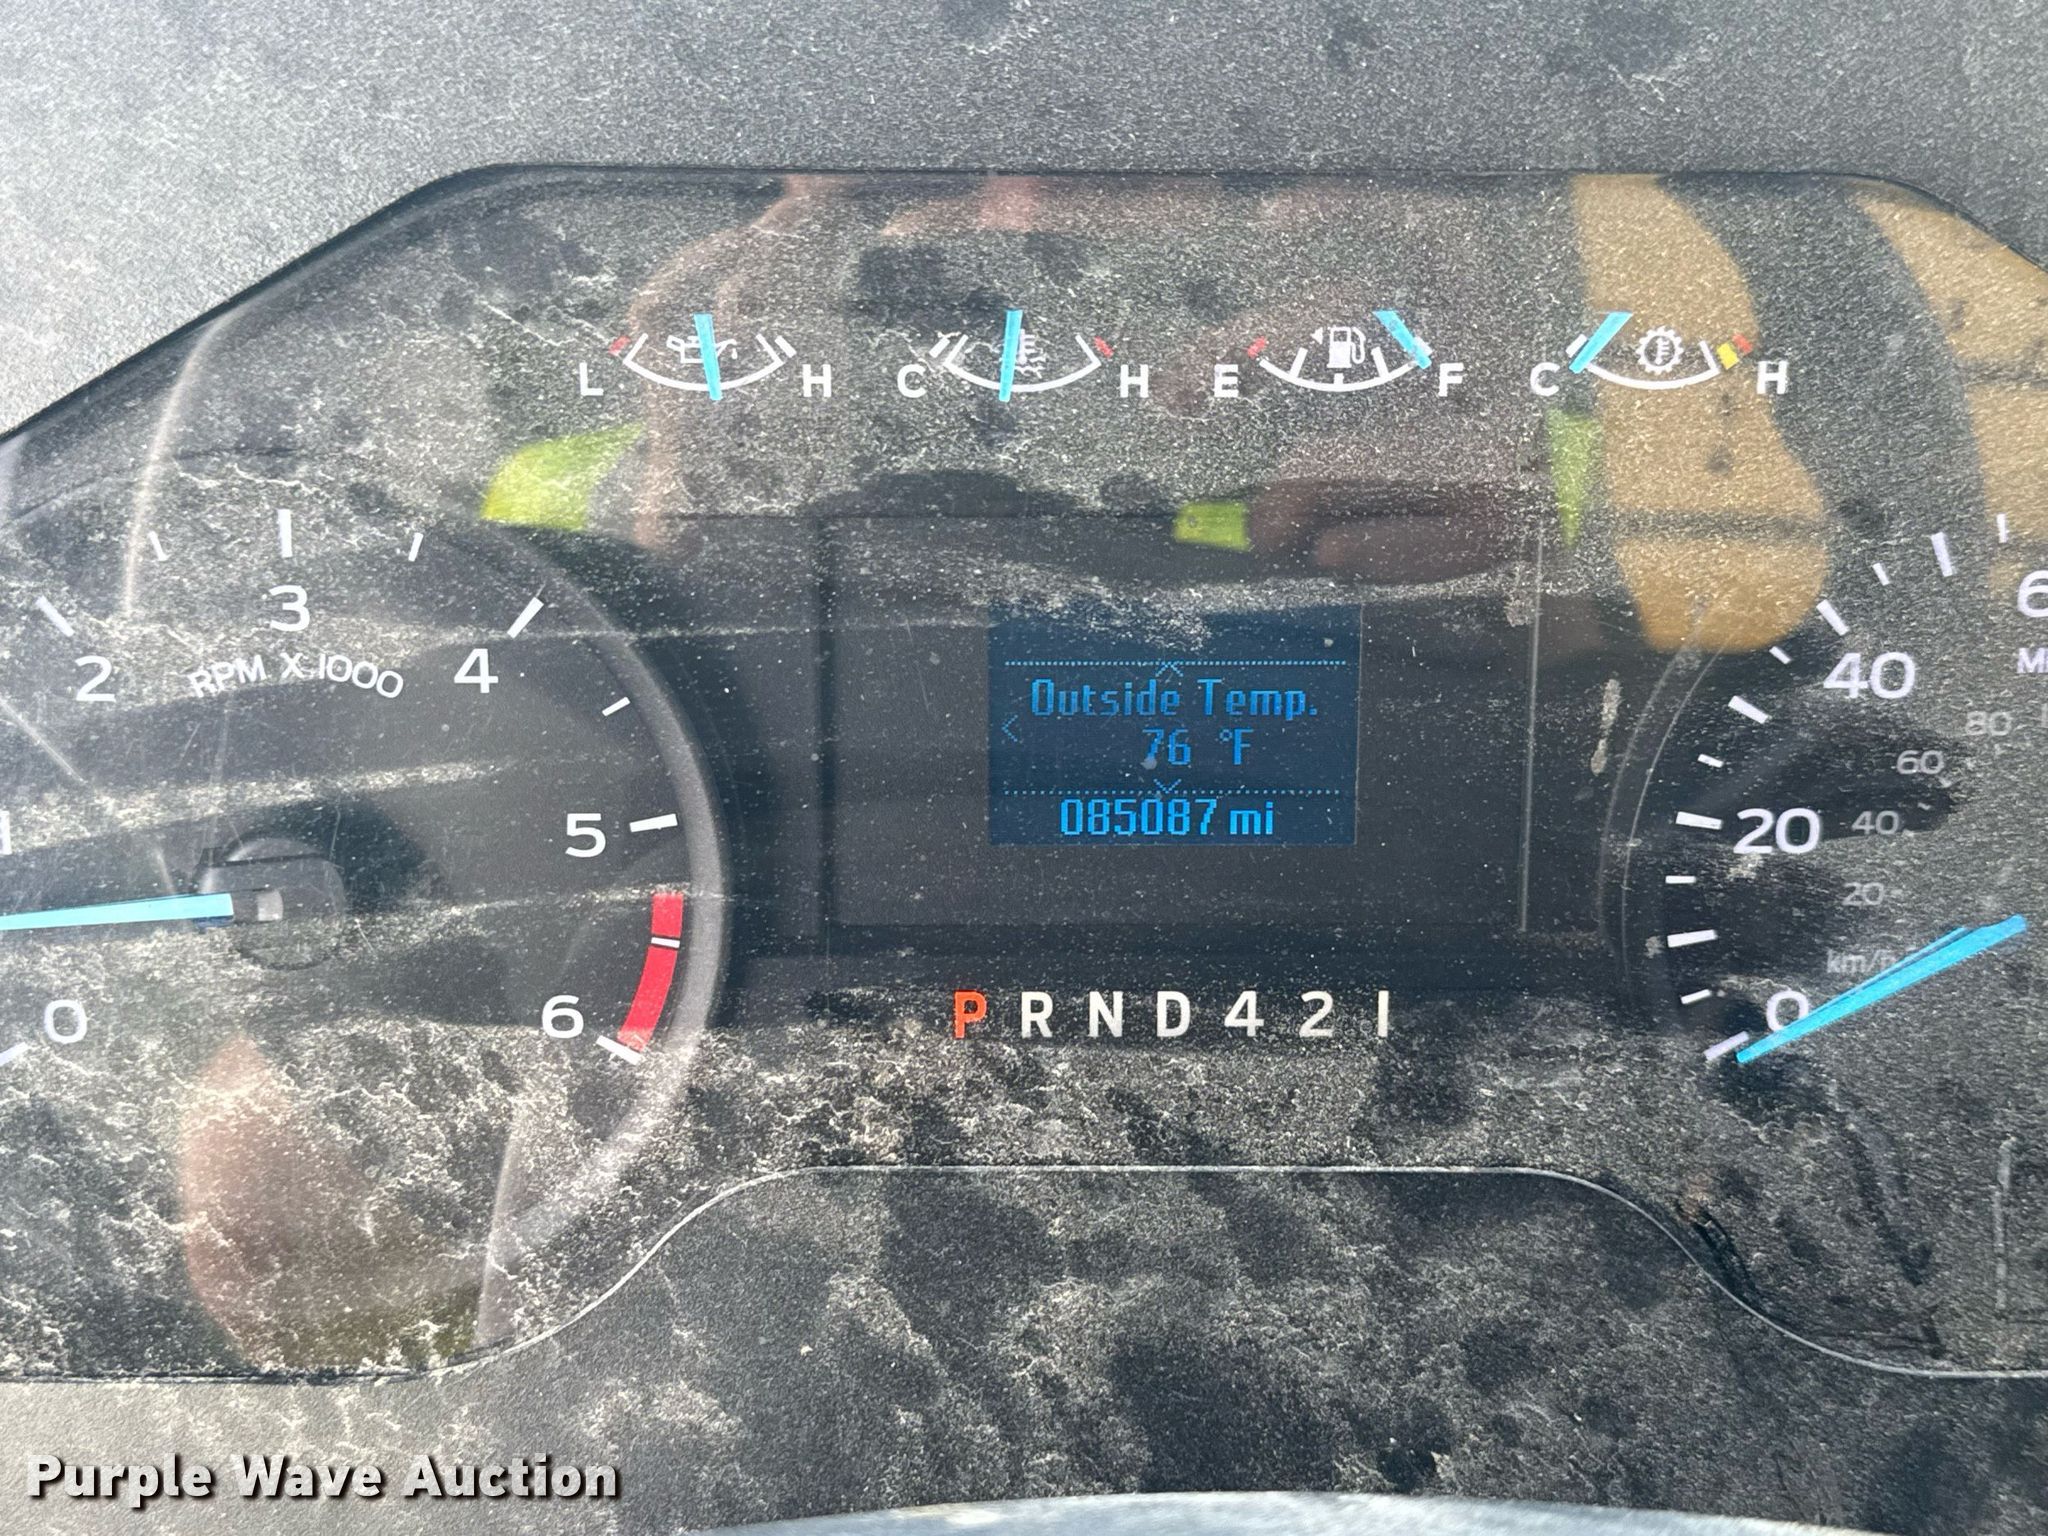 L H C H E F C H
3
2 4
RPM X 1000
5
6
0
Outside Temp.
76 °F
085087 mi
P R N D 4 2 1
40
20
0
80
60
40
20
km/h
Purple Wave Auction